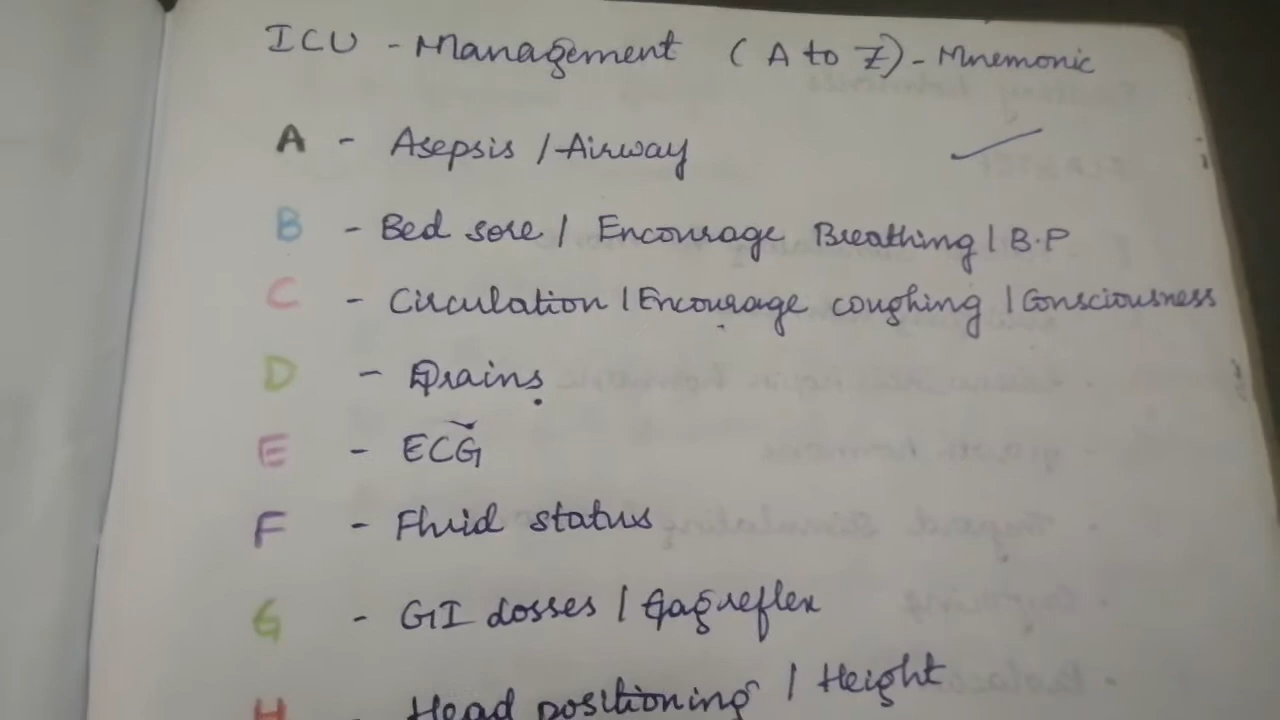 ICU - Management (A to Z) - Mnemonic
A - Asepsis / Airway
B - Bed sore / Encourage Breathing / B.P
C - Circulation / Encourage coughing / Consciousness
D - Drains
E - ECG
F - Fluid status
G - GI losses / Gag reflex
H - Head positioning / Height